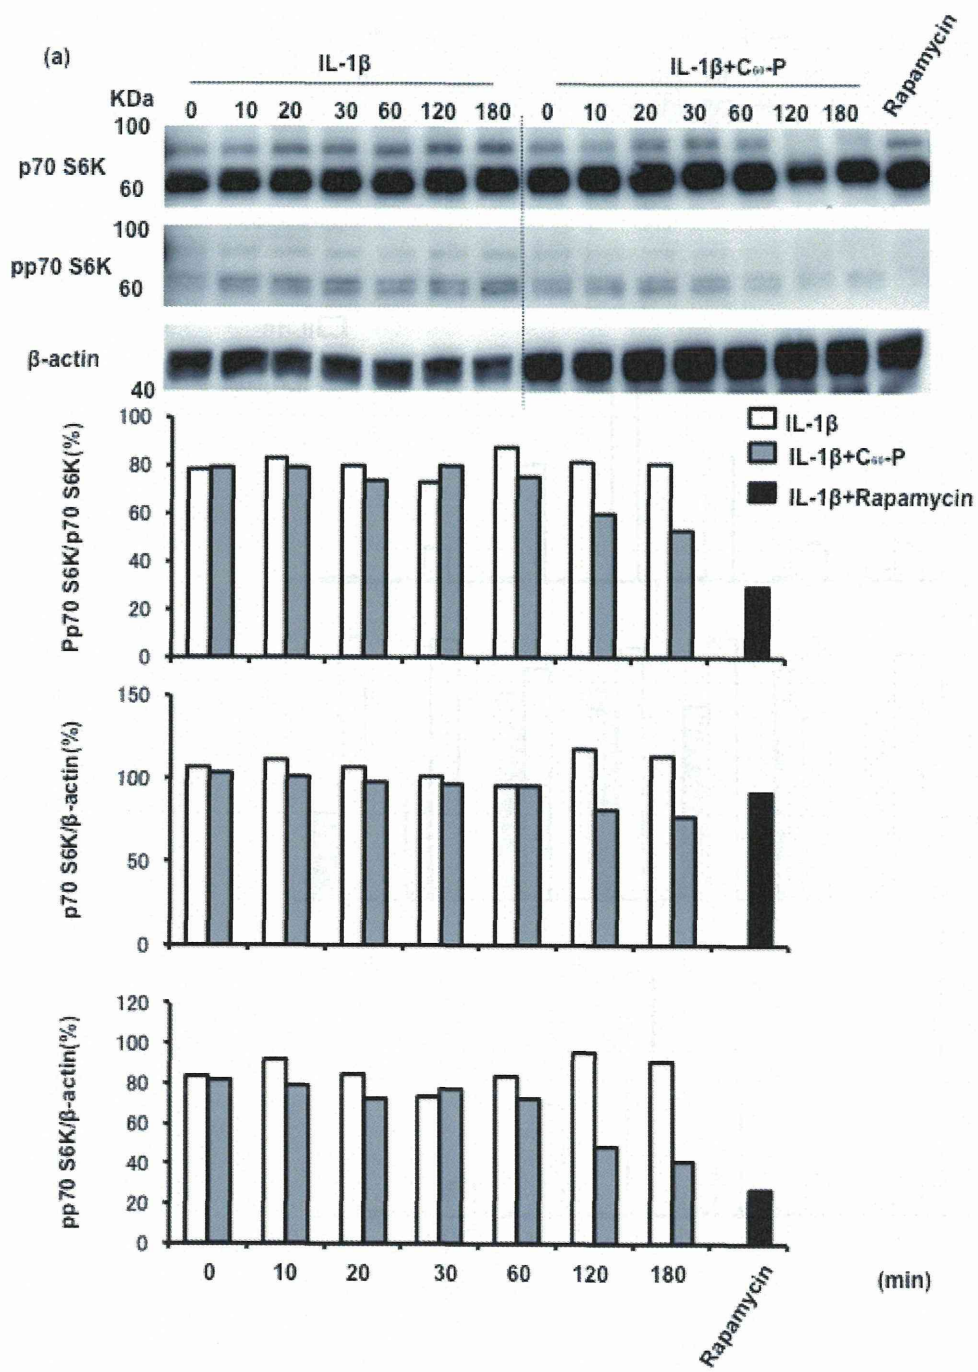 (a)
IL-1β
IL-1β+C₆₀-P
Rapamycin
KDa
0 10 20 30 60 120 180 0 10 20 30 60 120 180
100
p70 S6K
60
100
pp70 S6K
60
β-actin
40
100
80
60
40
20
0
Pp70 S6K/p70 S6K(%)
IL-1β
IL-1β+C₆₀-P
IL-1β+Rapamycin
150
100
50
0
p70 S6K/β-actin(%)
120
100
80
60
40
20
0
pp70 S6K/β-actin(%)
0 10 20 30 60 120 180 (min)
Rapamycin